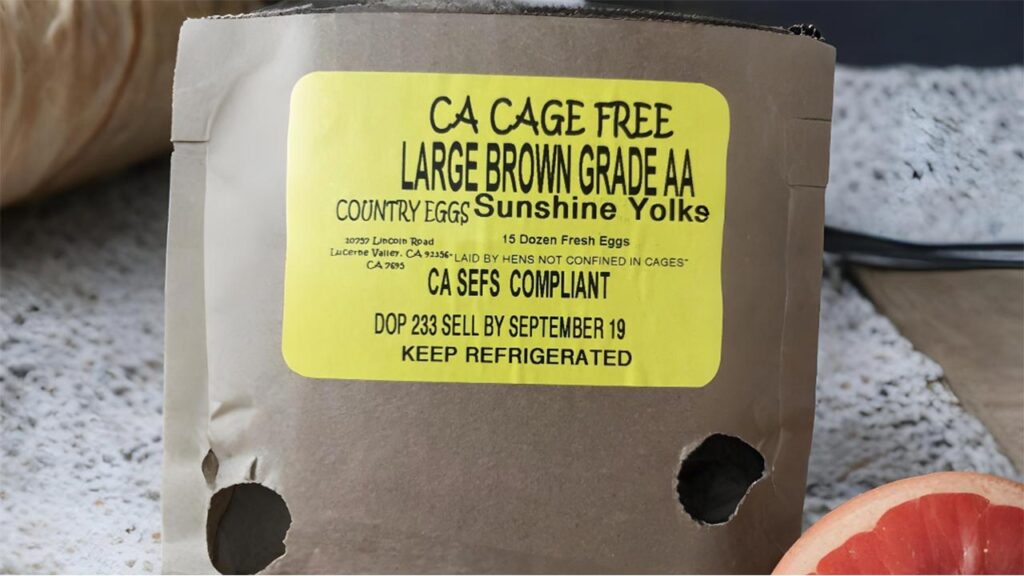 CA CAGE FREE
LARGE BROWN GRADE AA
COUNTRY EGGS Sunshine Yolks
10757 Lincoln Road
15 Dozen Fresh Eggs
Lucerne Valley, CA 92356
"LAID BY HENS NOT CONFINED IN CAGES"
CA 7695
CA SEFS COMPLIANT
DOP 233 SELL BY SEPTEMBER 19
KEEP REFRIGERATED